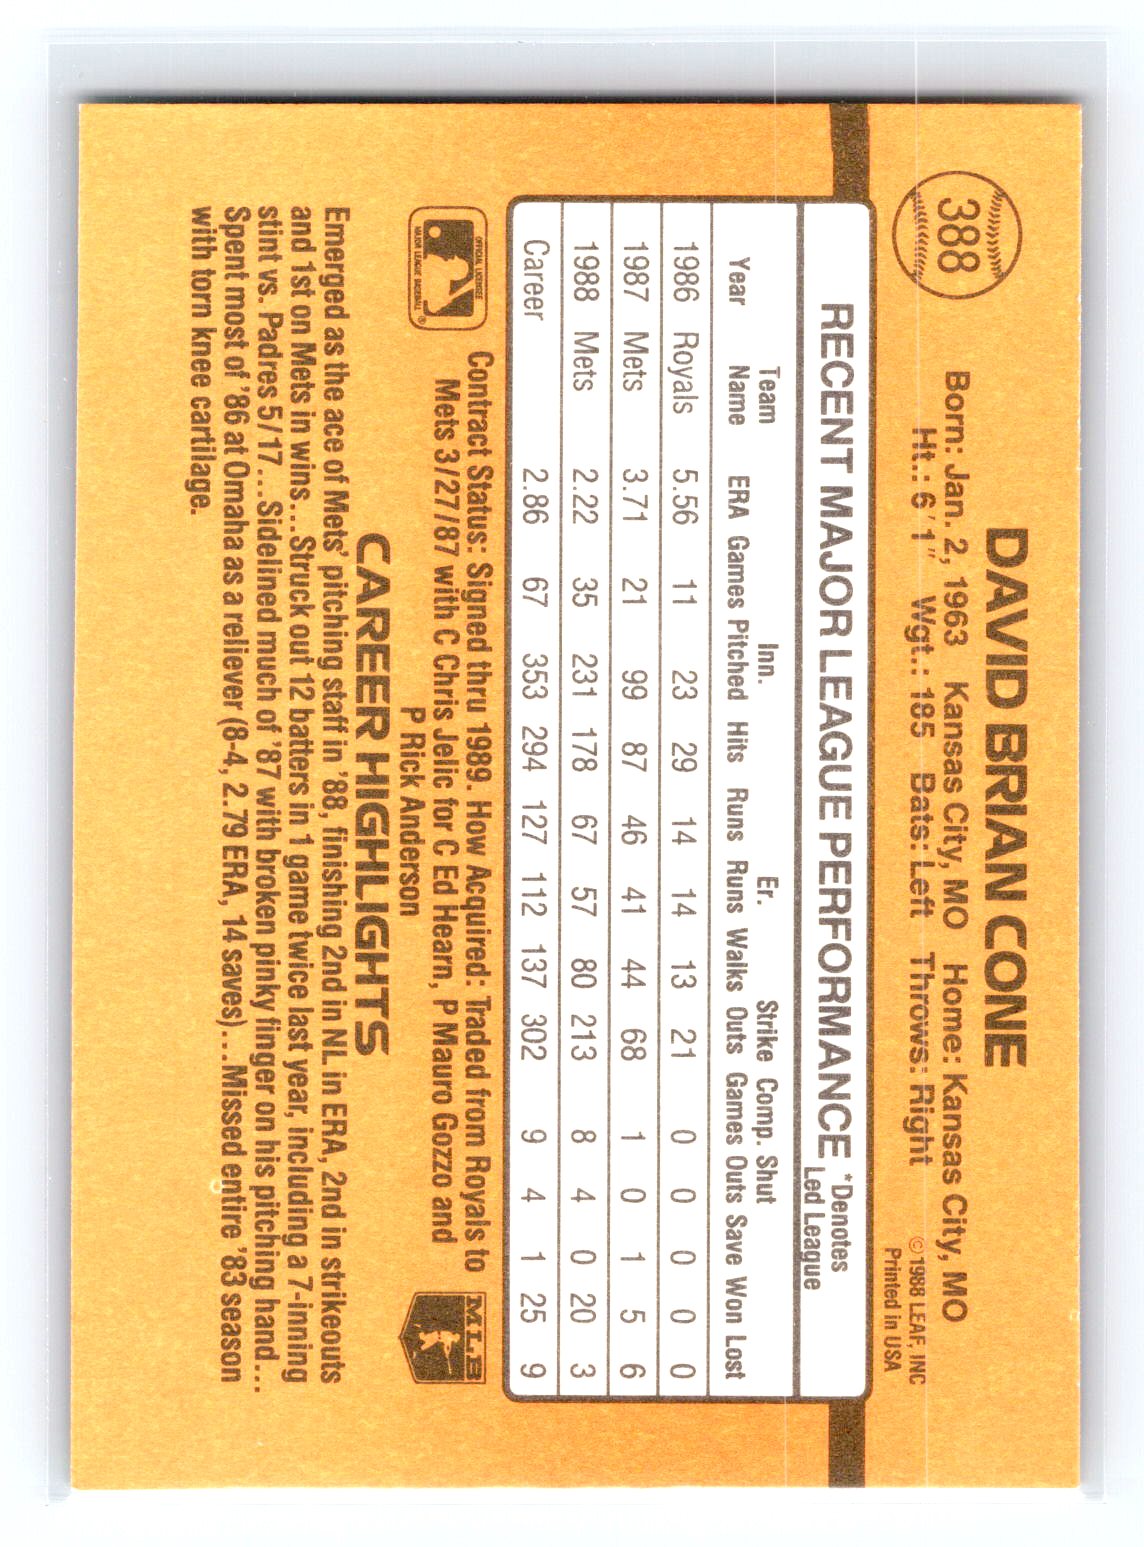 388
DAVID BRIAN CONE
Born: Jan. 2, 1963 Kansas City, MO Home: Kansas City, MO
Ht.: 6'1" Wgt.: 185 Bats: Left Throws: Right
©1988 LEAF, INC
Printed in USA
RECENT MAJOR LEAGUE PERFORMANCE *Denotes Led League
Team Inn. Er. Strike Comp. Shut
Year Name ERA Games Pitched Hits Runs Runs Walks Outs Games Outs Save Won Lost
1986 Royals 5.56 11 23 29 14 14 13 21 0 0 0 0 0
1987 Mets 3.71 21 99 87 46 41 44 68 1 0 1 5 6
1988 Mets 2.22 35 231 178 67 57 80 213 8 4 0 20 3
Career 2.86 67 353 294 127 112 137 302 9 4 1 25 9
OFFICIAL LICENSEE
MAJOR LEAGUE BASEBALL ®
Contract Status: Signed thru 1989. How Acquired: Traded from Royals to
Mets 3/27/87 with C Chris Jelic for C Ed Hearn, P Mauro Gozzo and
P Rick Anderson
MLB
CAREER HIGHLIGHTS
Emerged as the ace of Mets' pitching staff in '88, finishing 2nd in NL in ERA, 2nd in strikeouts
and 1st on Mets in wins...Struck out 12 batters in 1 game twice last year, including a 7-inning
stint vs. Padres 5/17...Sidelined much of '87 with broken pinky finger on his pitching hand...
Spent most of '86 at Omaha as a reliever (8-4, 2.79 ERA, 14 saves)...Missed entire '83 season
with torn knee cartilage.